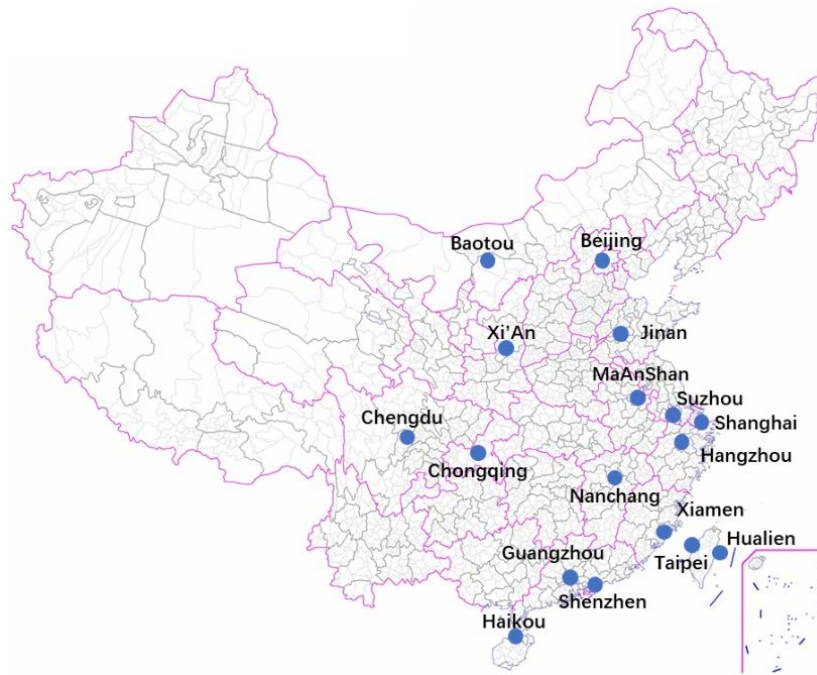 Baotou
Beijing
Xi'An
Jinan
MaAnShan
Suzhou
Chengdu
Shanghai
Chongqing
Hangzhou
Nanchang
Xiamen
Hualien
Guangzhou
Taipei
Shenzhen
Haikou